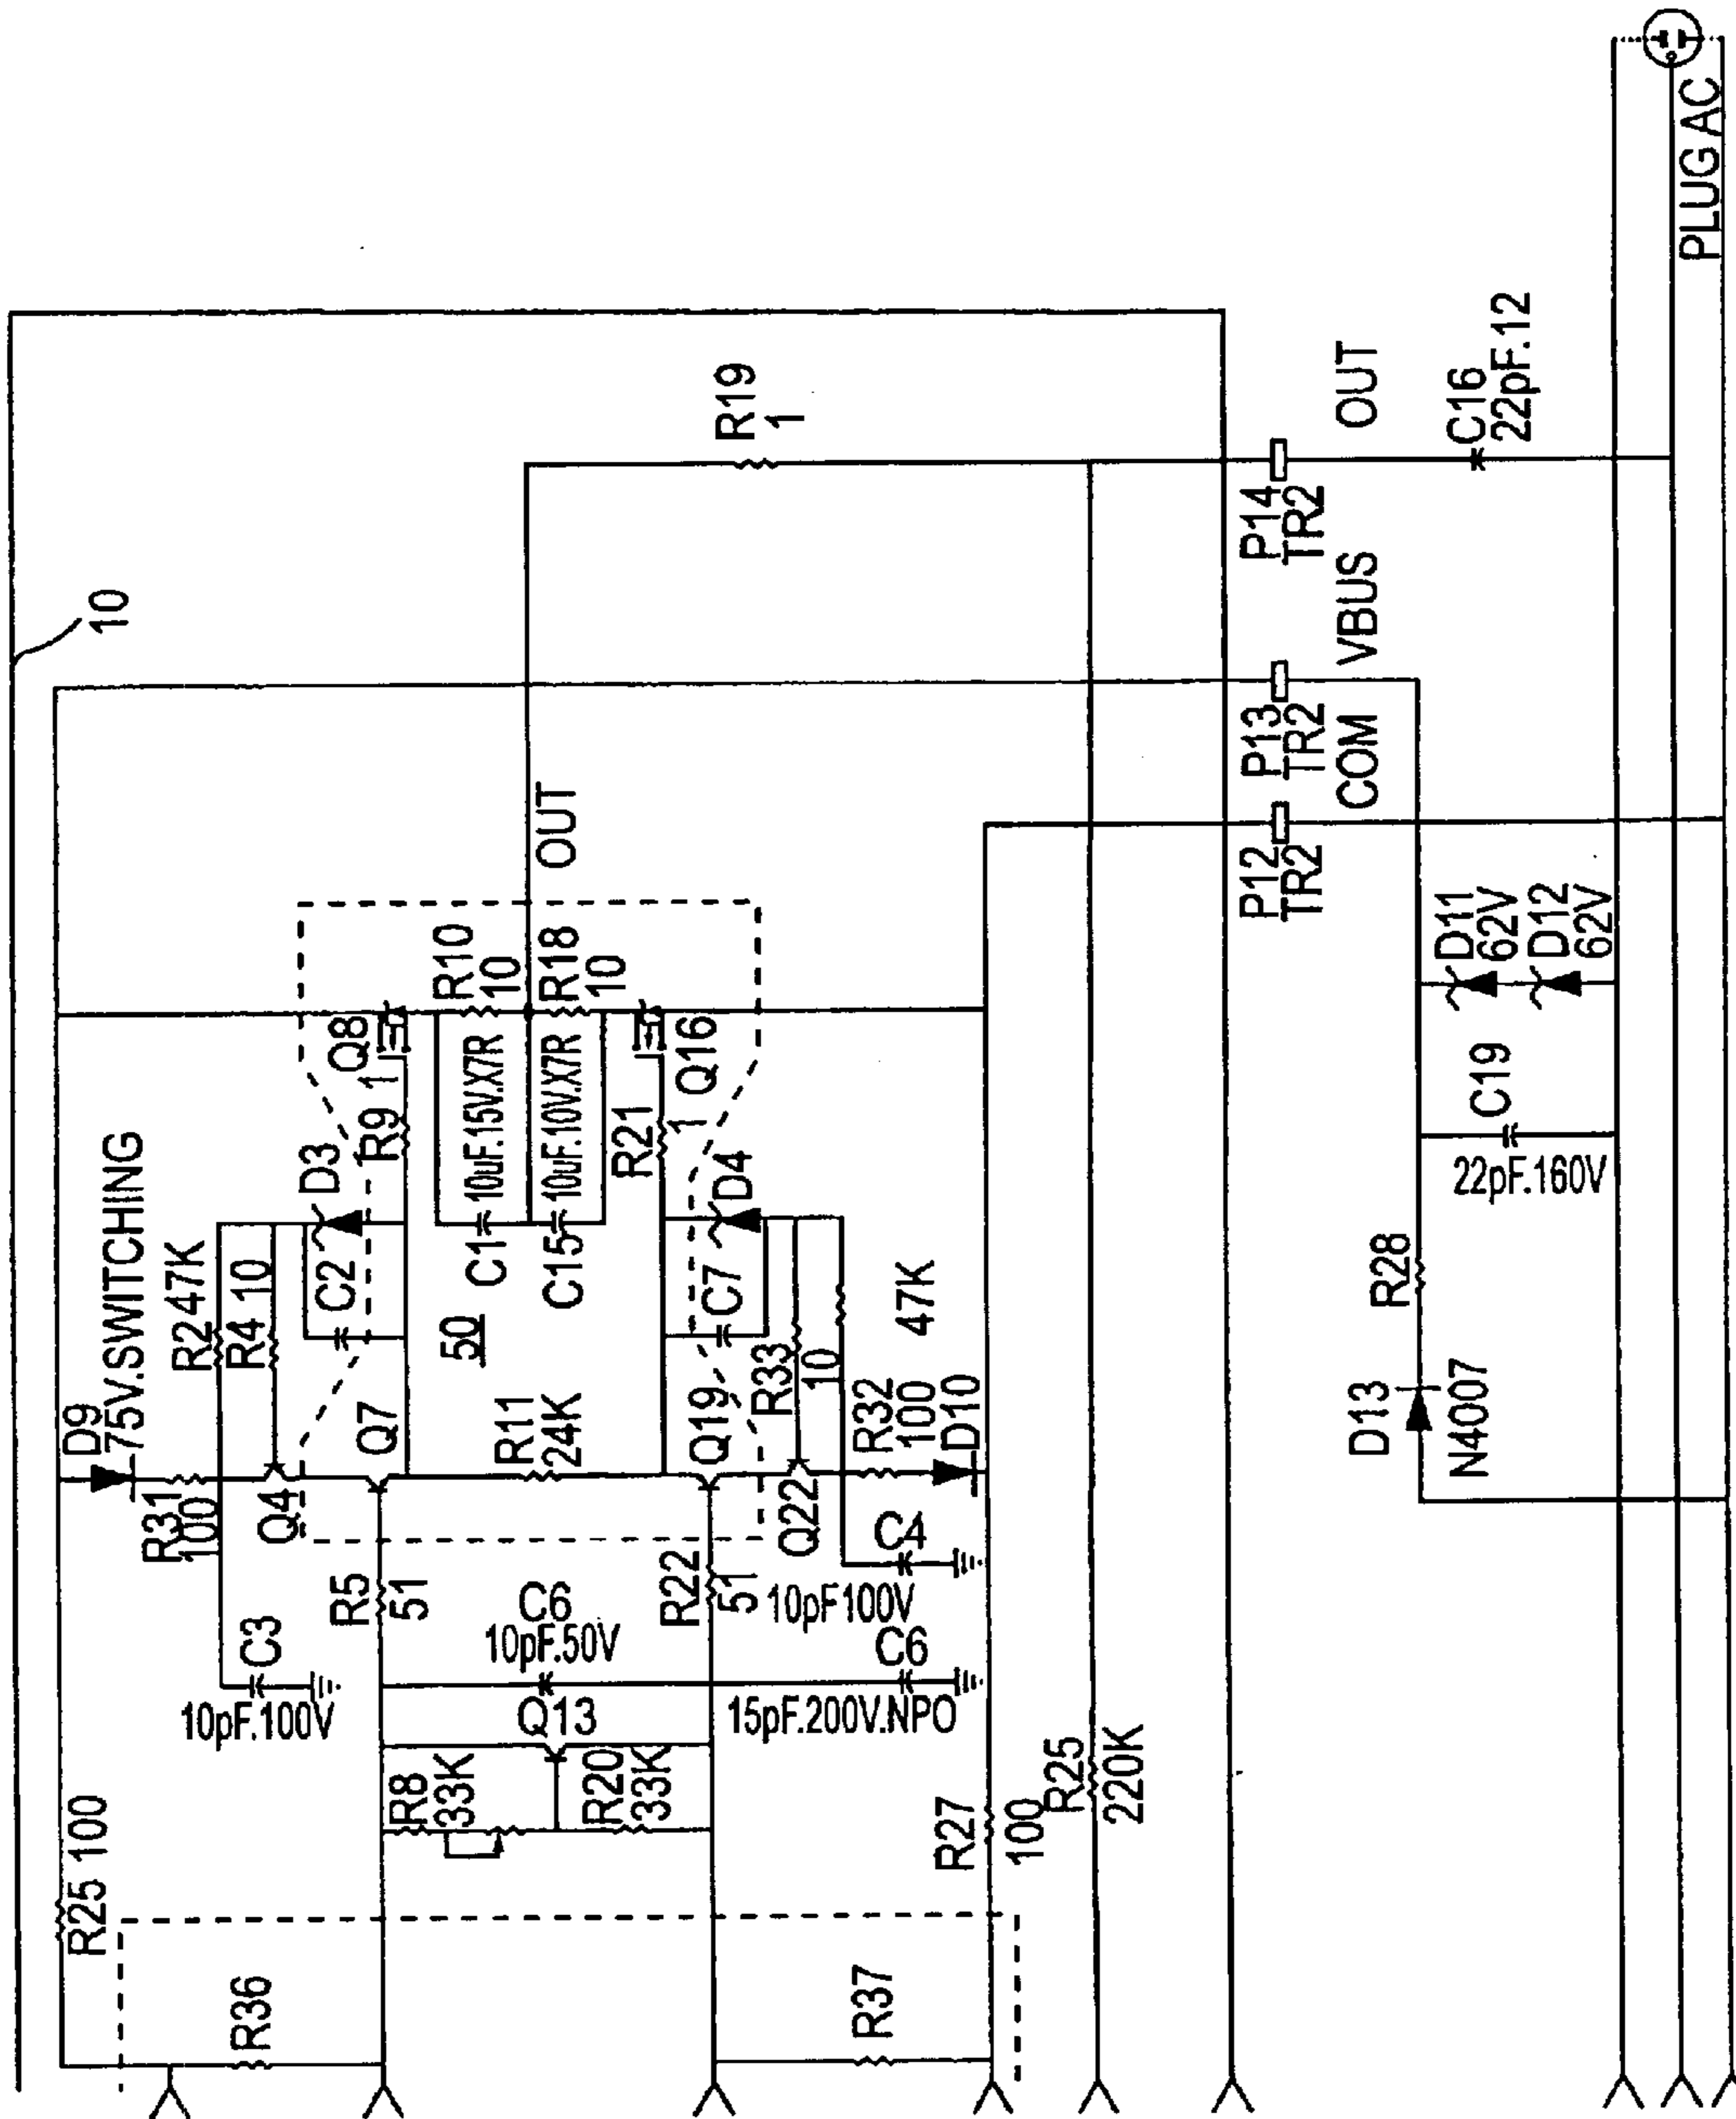 10
D9
75V.SWITCHING
R31
100
R2 47K
R4 10
Q4
C2
D3
Q8
R9 1
Q7
R10
10
OUT
R18
10
R19
1
C1
10uF.15V.X7R
C15
10uF.10V.X7R
50
R11
24K
R21
1
Q16
D4
C7
Q19
R33
10
47K
Q22
R32
100
D10
R5
51
R22
51
C3
10pF.100V
C6
10pF.50V
C4
10pF100V
C6
15pF.200V.NPO
Q13
R8
33K
R20
33K
R25 100
R36
R37
R27
100
R25
220K
P12
TR2
COM
P13
TR2
VBUS
P14
TR2
OUT
C16
22pF.12
D11
62V
D12
62V
C19
22pF.160V
R28
D13
N4007
PLUG AC